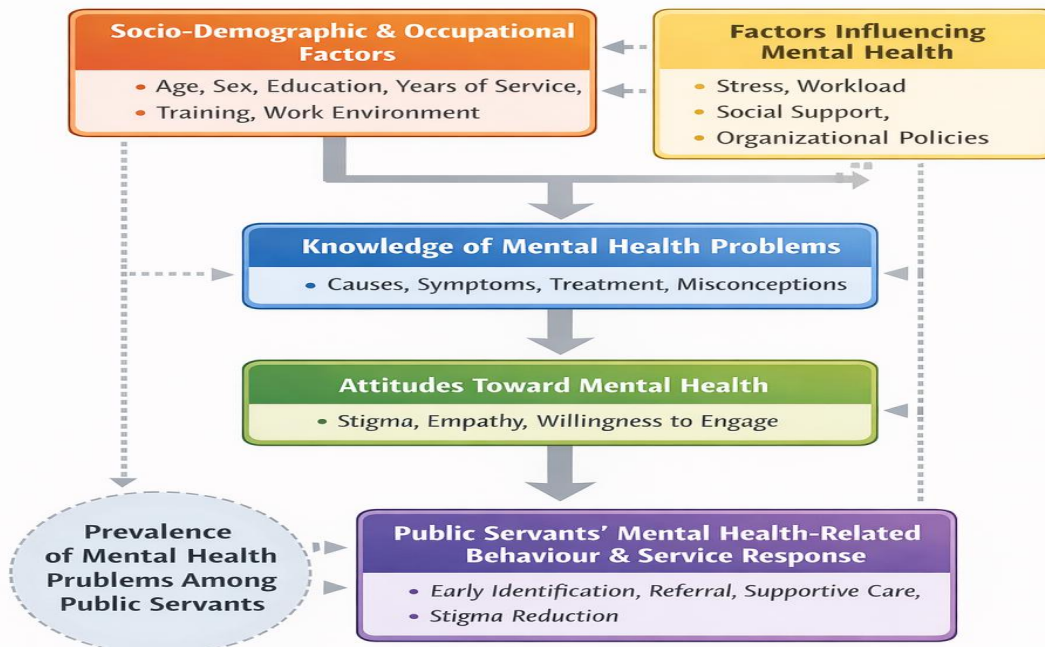 Socio-Demographic & Occupational
Factors
• Age, Sex, Education, Years of Service,
• Training, Work Environment
Factors Influencing
Mental Health
• Stress, Workload
• Social Support,
• Organizational Policies
Knowledge of Mental Health Problems
• Causes, Symptoms, Treatment, Misconceptions
Attitudes Toward Mental Health
• Stigma, Empathy, Willingness to Engage
Prevalence
of Mental Health
Prublems Among
Public Servants
Public Servants' Mental Health-Related
Behaviour & Service Response
• Early Identification, Referral, Supportive Care,
• Stigma Reduction